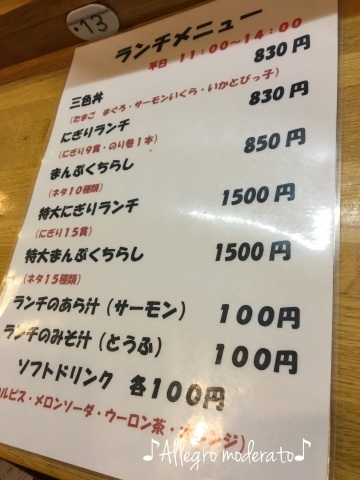 13
ランチメニュー
平日 11:00~14:00
三色丼 830円
(たまご まぐろ・サーモンいくら・いかとびっ子)
にぎりランチ 830円
(にぎり9貫・のり巻1本)
まんぷくちらし 850円
(ネタ10種類)
特大にぎりランチ 1500円
(にぎり15貫)
特大まんぷくちらし 1500円
(ネタ15種類)
ランチのあら汁(サーモン) 100円
ランチのみそ汁(とうふ) 100円
ソフトドリンク 各100円
ルピス・メロンソーダ・ウーロン茶・オレンジ)
♪Allegro moderato♪